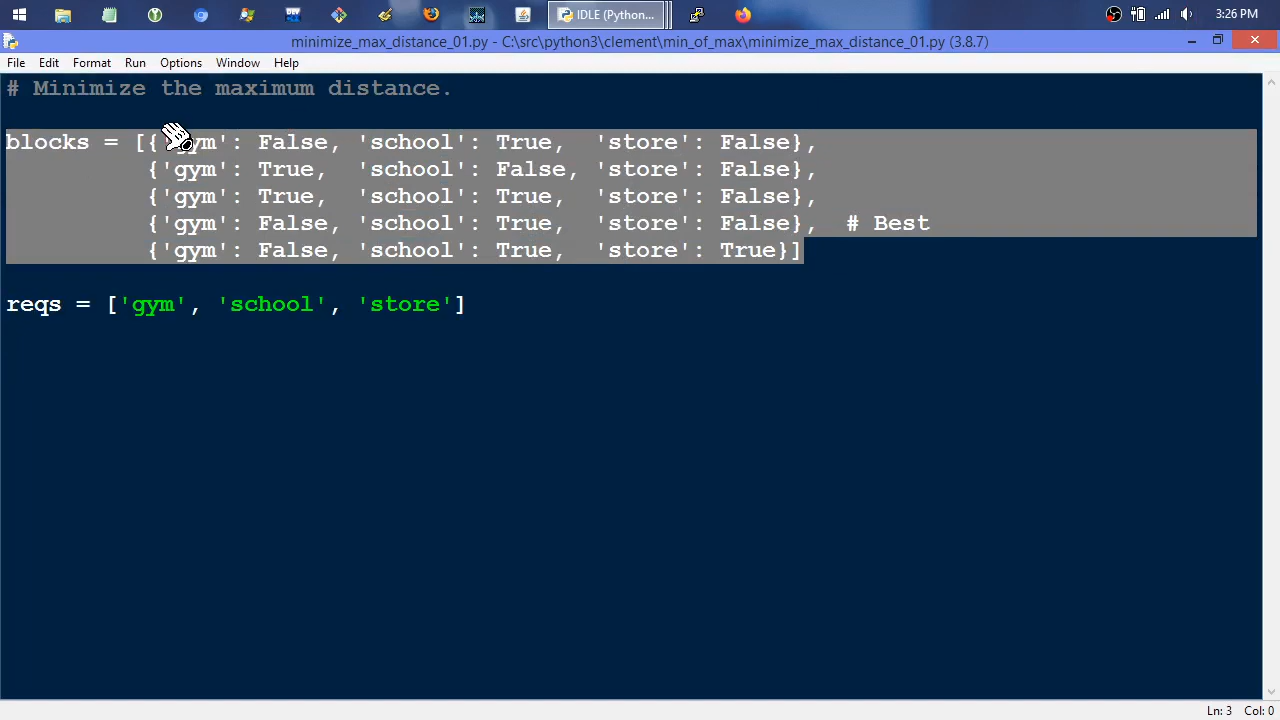 IDLE (Python...
3:26 PM
minimize_max_distance_01.py - C:\src\python3\clement\min_of_max\minimize_max_distance_01.py (3.8.7)
File Edit Format Run Options Window Help
# Minimize the maximum distance.
blocks = [{'gym': False, 'school': True,  'store': False},
{'gym': True,  'school': False, 'store': False},
{'gym': True,  'school': True,  'store': False},
{'gym': False, 'school': True,  'store': False},  # Best
{'gym': False, 'school': True,  'store': True}]
reqs = ['gym', 'school', 'store']
Ln: 3 Col: 0